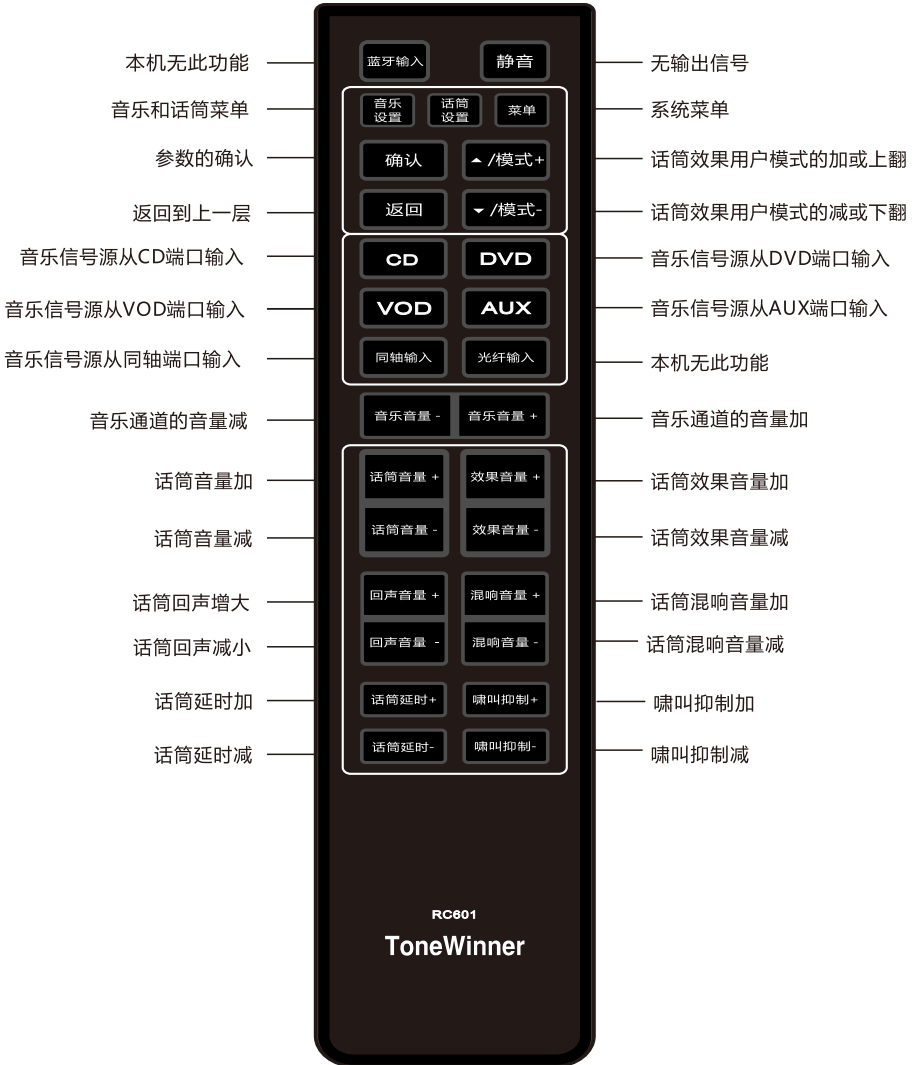 本机无此功能
蓝牙输入
静音
无输出信号
音乐和话筒菜单
音乐
设置
话筒
设置
菜单
系统菜单
参数的确认
确认
/模式+
话筒效果用户模式的加或上翻
返回到上一层
返回
/模式-
话筒效果用户模式的减或下翻
音乐信号源从CD端口输入
CD
DVD
音乐信号源从DVD端口输入
音乐信号源从VOD端口输入
VOD
AUX
音乐信号源从AUX端口输入
音乐信号源从同轴端口输入
同轴输入
光纤输入
本机无此功能
音乐通道的音量减
音乐音量 -
音乐音量 +
音乐通道的音量加
话筒音量加
话筒音量 +
效果音量 +
话筒效果音量加
话筒音量减
话筒音量 -
效果音量 -
话筒效果音量减
话筒回声增大
回声音量 +
混响音量 +
话筒混响音量加
话筒回声减小
回声音量 -
混响音量 -
话筒混响音量减
话筒延时加
话筒延时+
啸叫抑制+
啸叫抑制加
话筒延时减
话筒延时-
啸叫抑制-
啸叫抑制减
RC601
ToneWinner